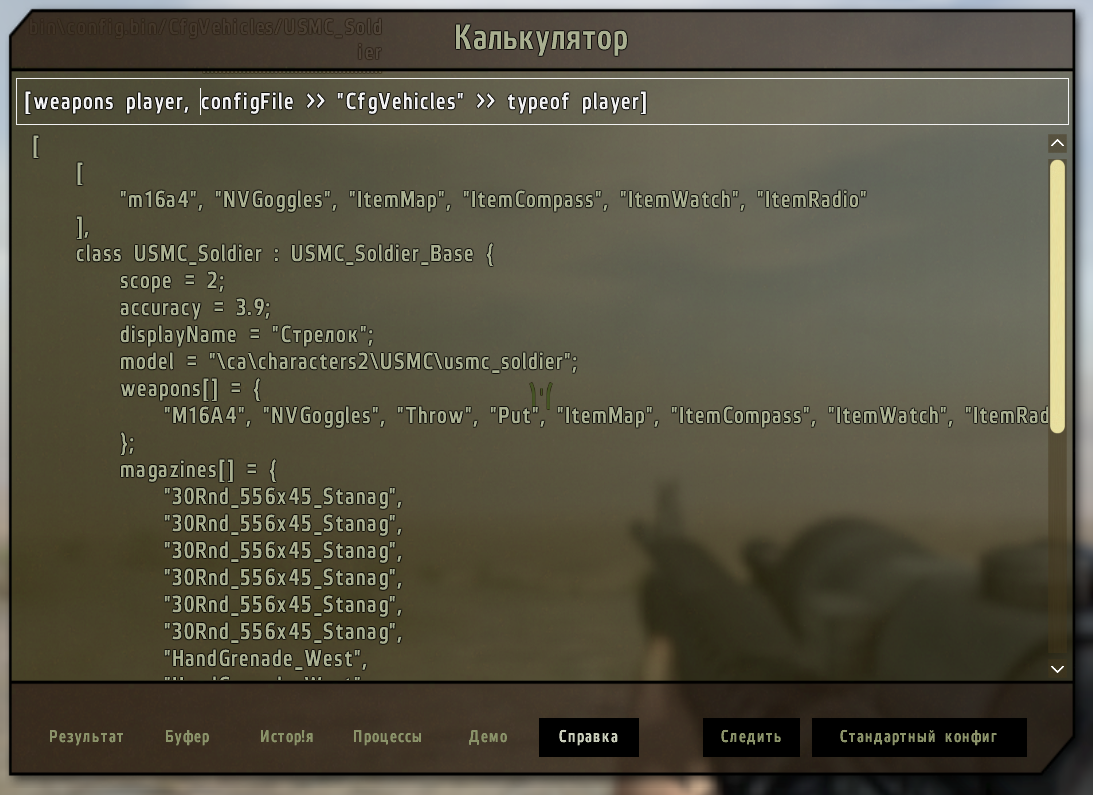 bin\config.bin/CfgVehicles/USMC_Sold
ier
Калькулятор
[weapons player, configFile >> "CfgVehicles" >> typeof player]
[
[
"m16a4", "NVGoggles", "ItemMap", "ItemCompass", "ItemWatch", "ItemRadio"
],
class USMC_Soldier : USMC_Soldier_Base {
scope = 2;
accuracy = 3.9;
displayName = "Стрелок";
model = "\ca\characters2\USMC\usmc_soldier";
weapons[] = {
"M16A4", "NVGoggles", "Throw", "Put", "ItemMap", "ItemCompass", "ItemWatch", "ItemRad
};
magazines[] = {
"30Rnd_556x45_Stanag",
"30Rnd_556x45_Stanag",
"30Rnd_556x45_Stanag",
"30Rnd_556x45_Stanag",
"30Rnd_556x45_Stanag",
"30Rnd_556x45_Stanag",
"HandGrenade_West",
Результат Буфер Истор!я Процессы Демо Справка Следить Стандартный конфиг